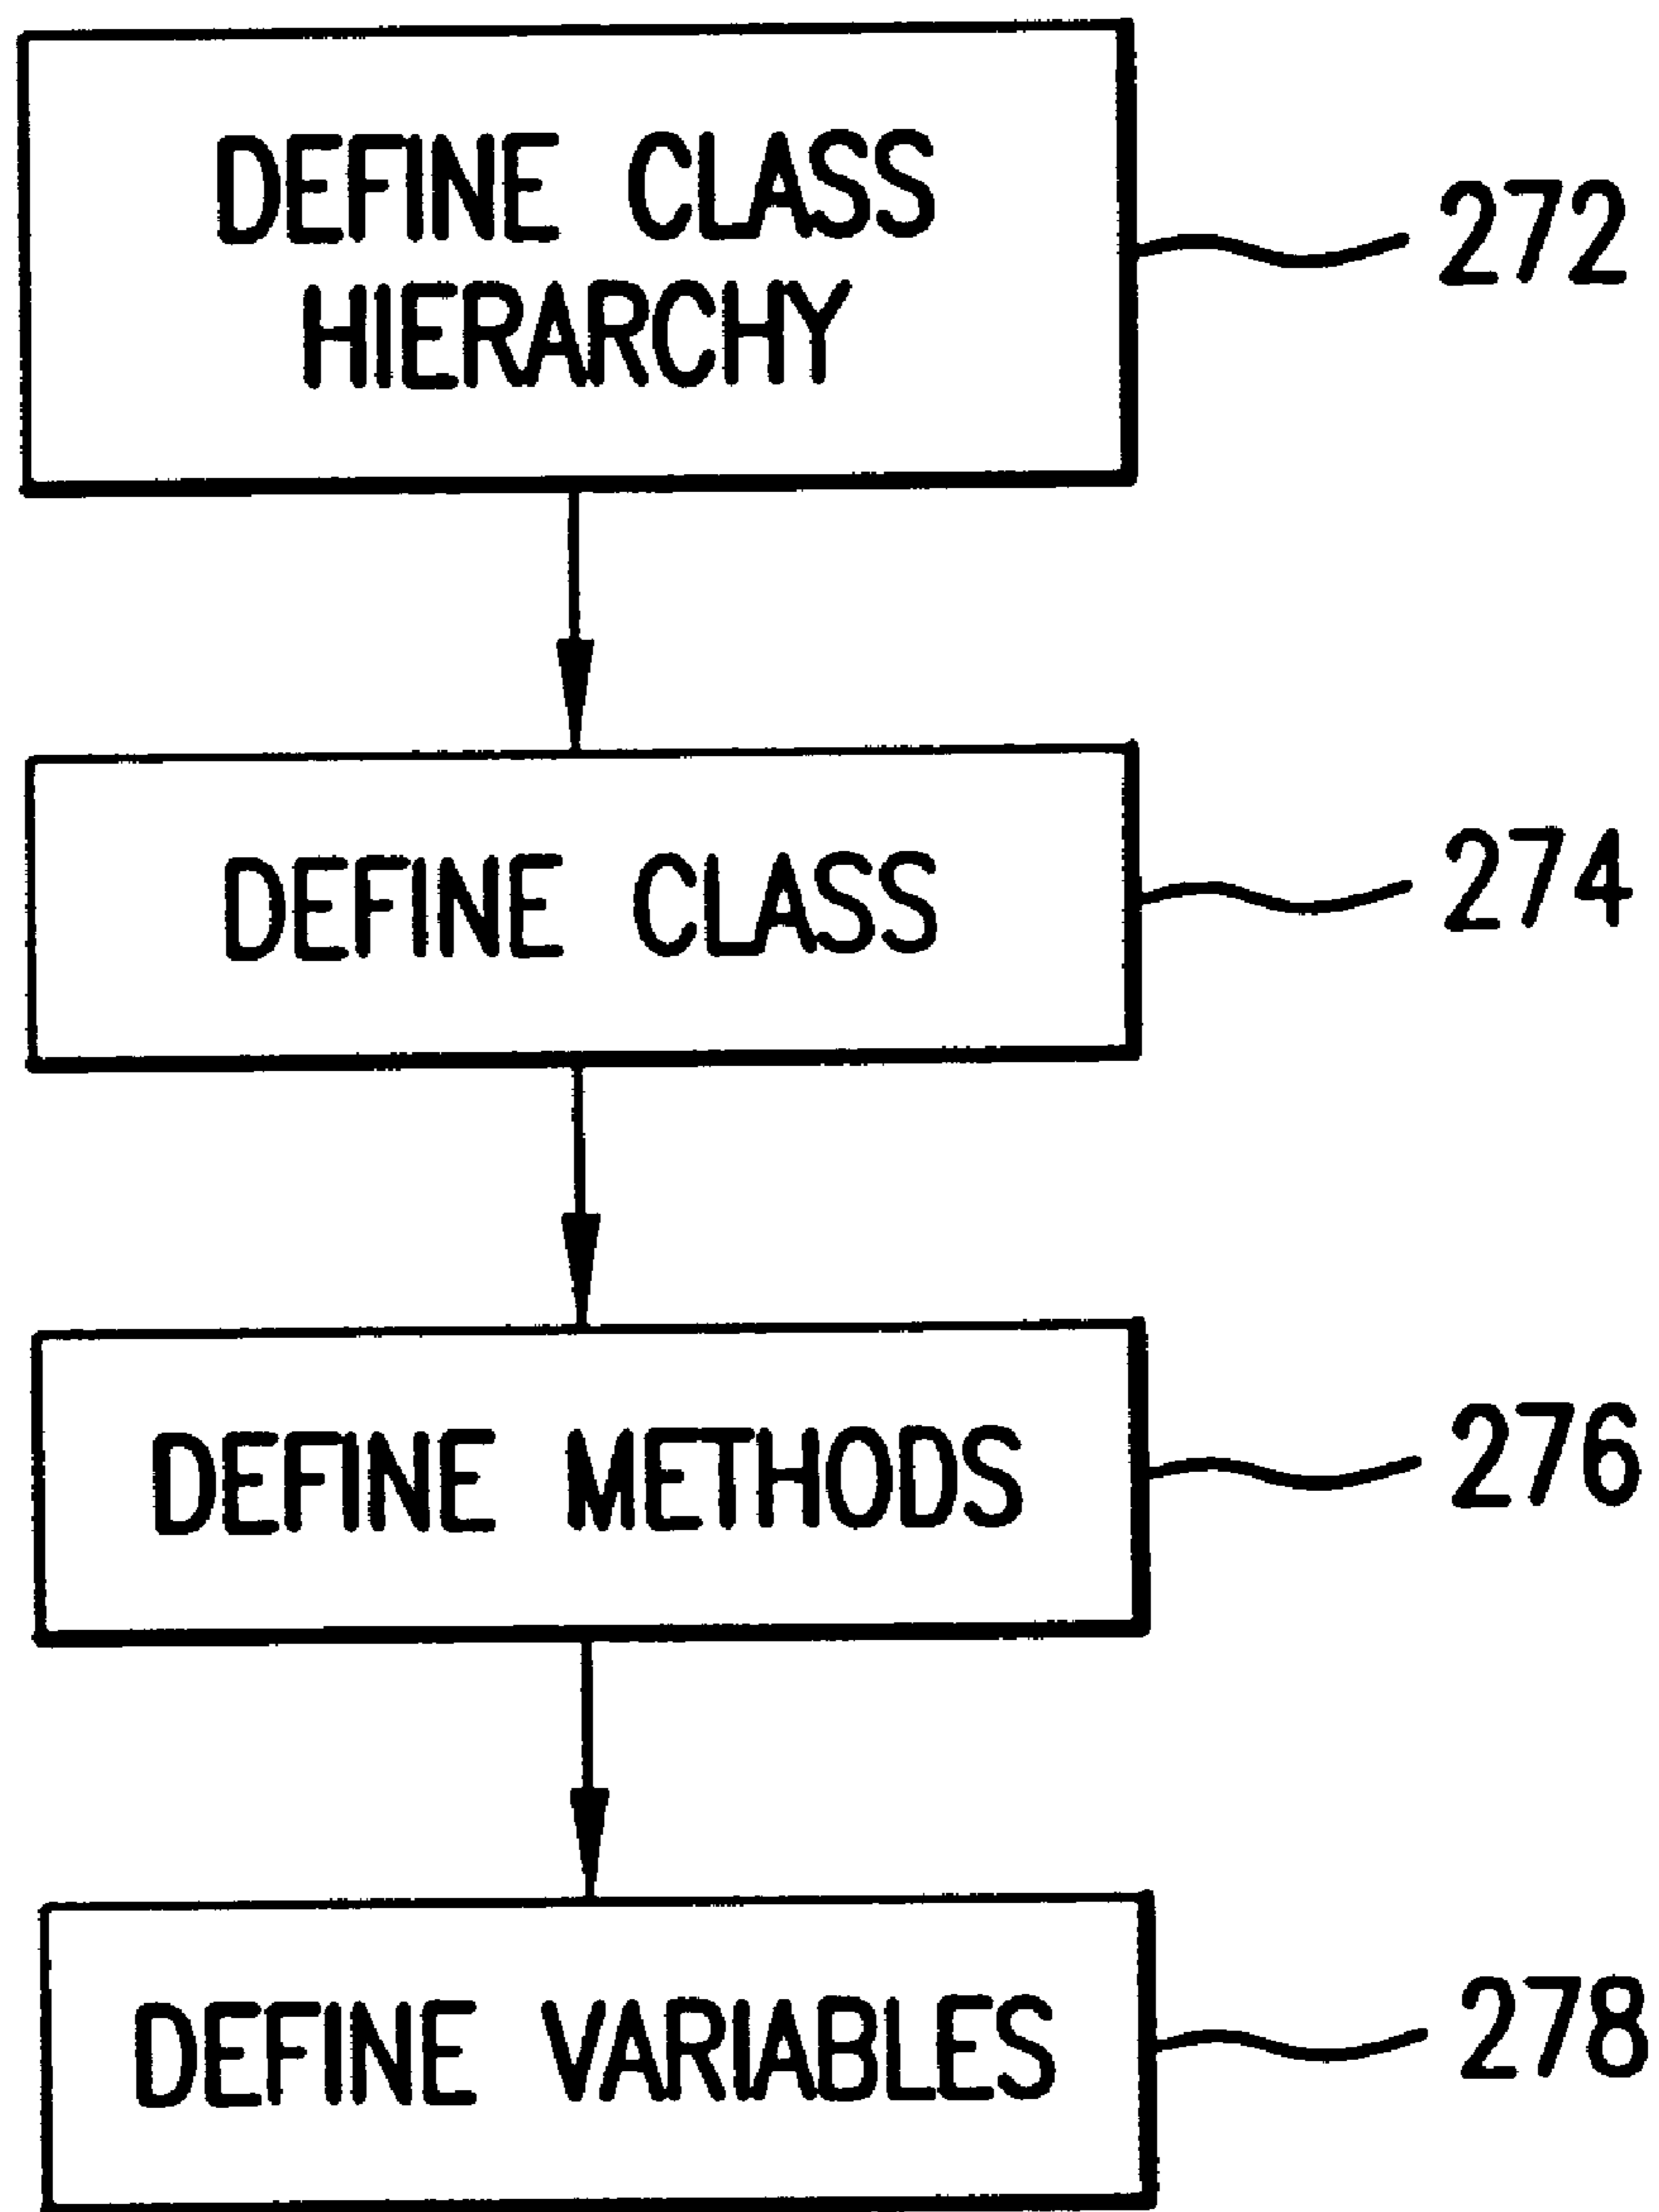 DEFINE CLASS
HIERARCHY
272
DEFINE CLASS
274
DEFINE METHODS
276
DEFINE VARIABLES
278